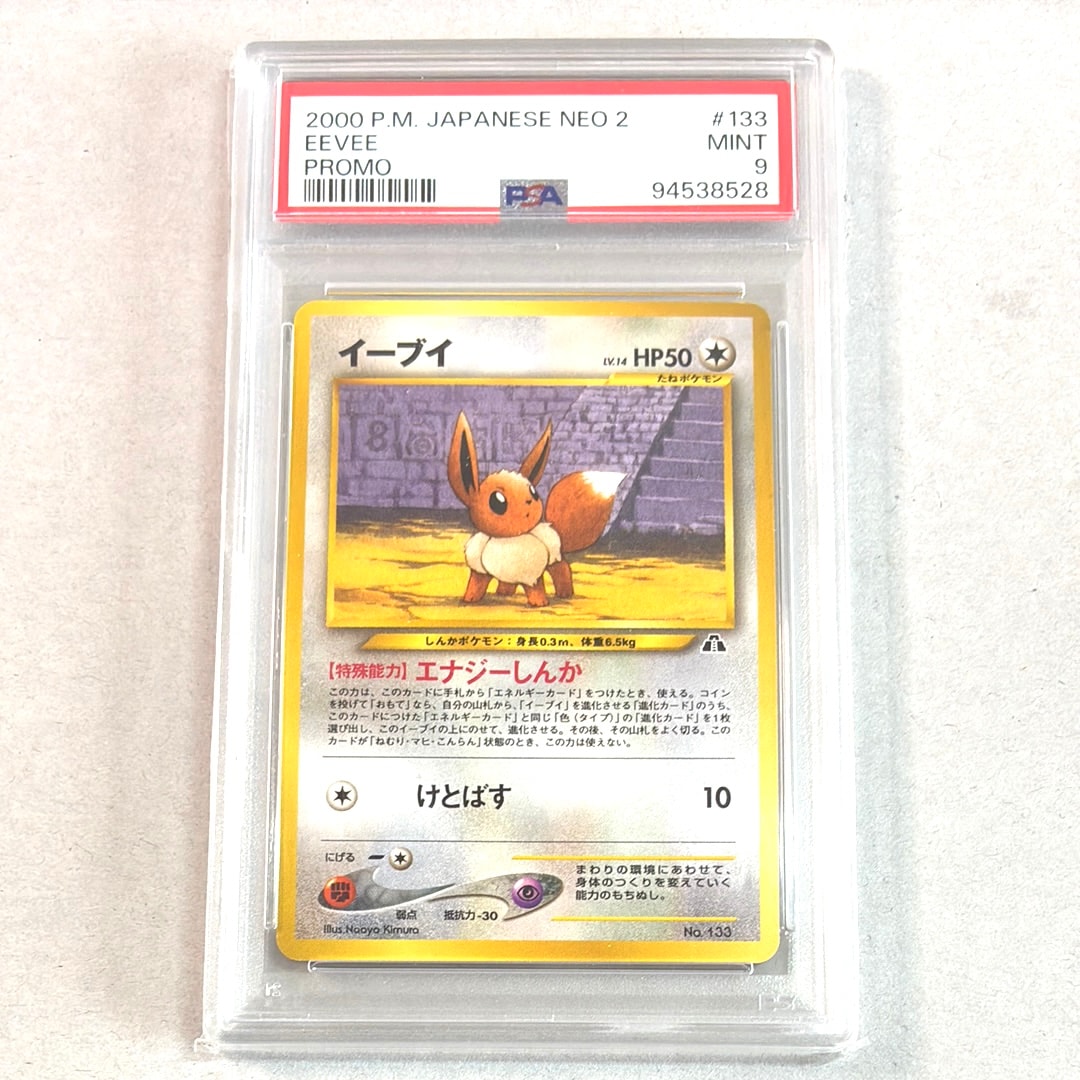 2000 P.M. JAPANESE NEO 2 #133
EEVEE MINT
PROMO 9
PSA 94538528
イーブイ LV.14 HP50
たねポケモン
しんかポケモン：身長0.3m、体重6.5kg
【特殊能力】エナジーしんか
この力は、このカードに手札から「エネルギーカード」をつけたとき、使える。コイン
を投げて「おもて」なら、自分の山札から、「イーブイ」を進化させる「進化カード」のうち、
このカードにつけた「エネルギーカード」と同じ「色（タイプ）」の「進化カード」を1枚
選び出し、このイーブイの上にのせて、進化させる。その後、その山札をよく切る。この
カードが「ねむり・マヒ・こんらん」状態のとき、この力は使えない。
けとばす 10
にげる
まわりの環境にあわせて、
身体のつくりを変えていく
能力のもちぬし。
弱点 抵抗力-30
Illus.Naoyo Kimura No. 133